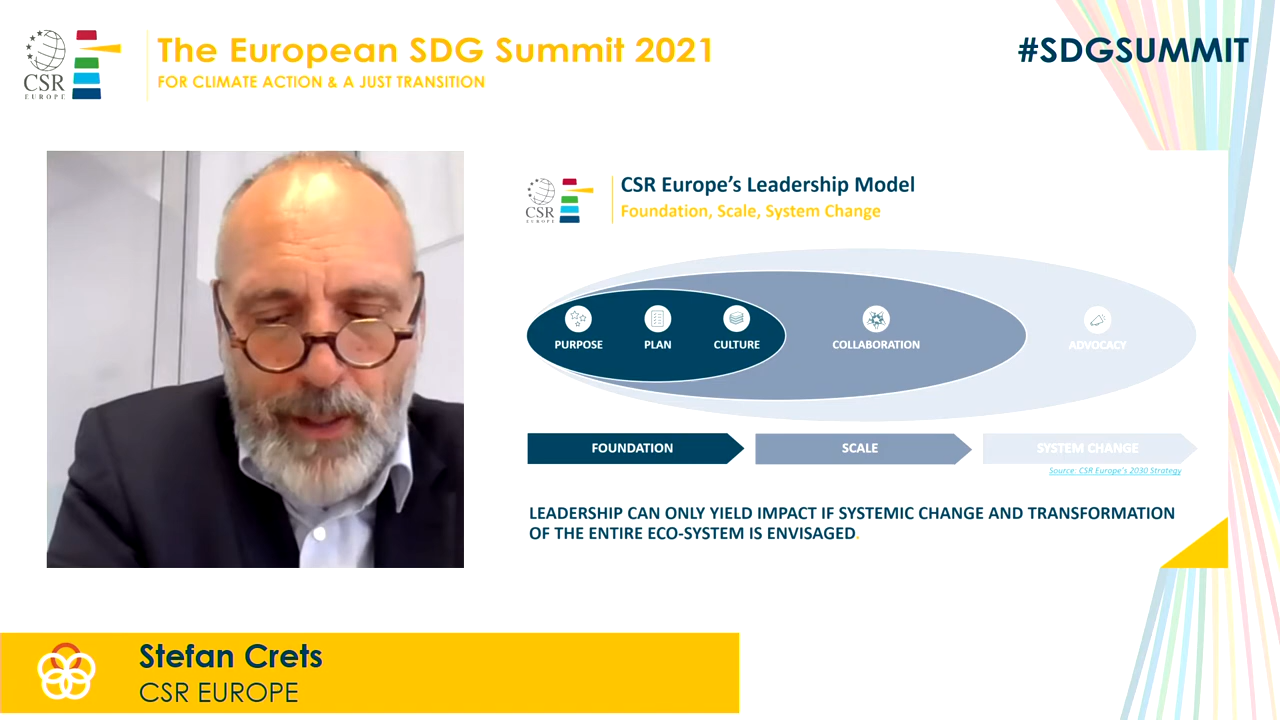 CSR
EUROPE
The European SDG Summit 2021
FOR CLIMATE ACTION & A JUST TRANSITION
#SDGSUMMIT
CSR
EUROPE
CSR Europe's Leadership Model
Foundation, Scale, System Change
PURPOSE
PLAN
CULTURE
COLLABORATION
ADVOCACY
FOUNDATION
SCALE
SYSTEM CHANGE
Source: CSR Europe's 2030 Strategy
LEADERSHIP CAN ONLY YIELD IMPACT IF SYSTEMIC CHANGE AND TRANSFORMATION
OF THE ENTIRE ECO-SYSTEM IS ENVISAGED.
Stefan Crets
CSR EUROPE